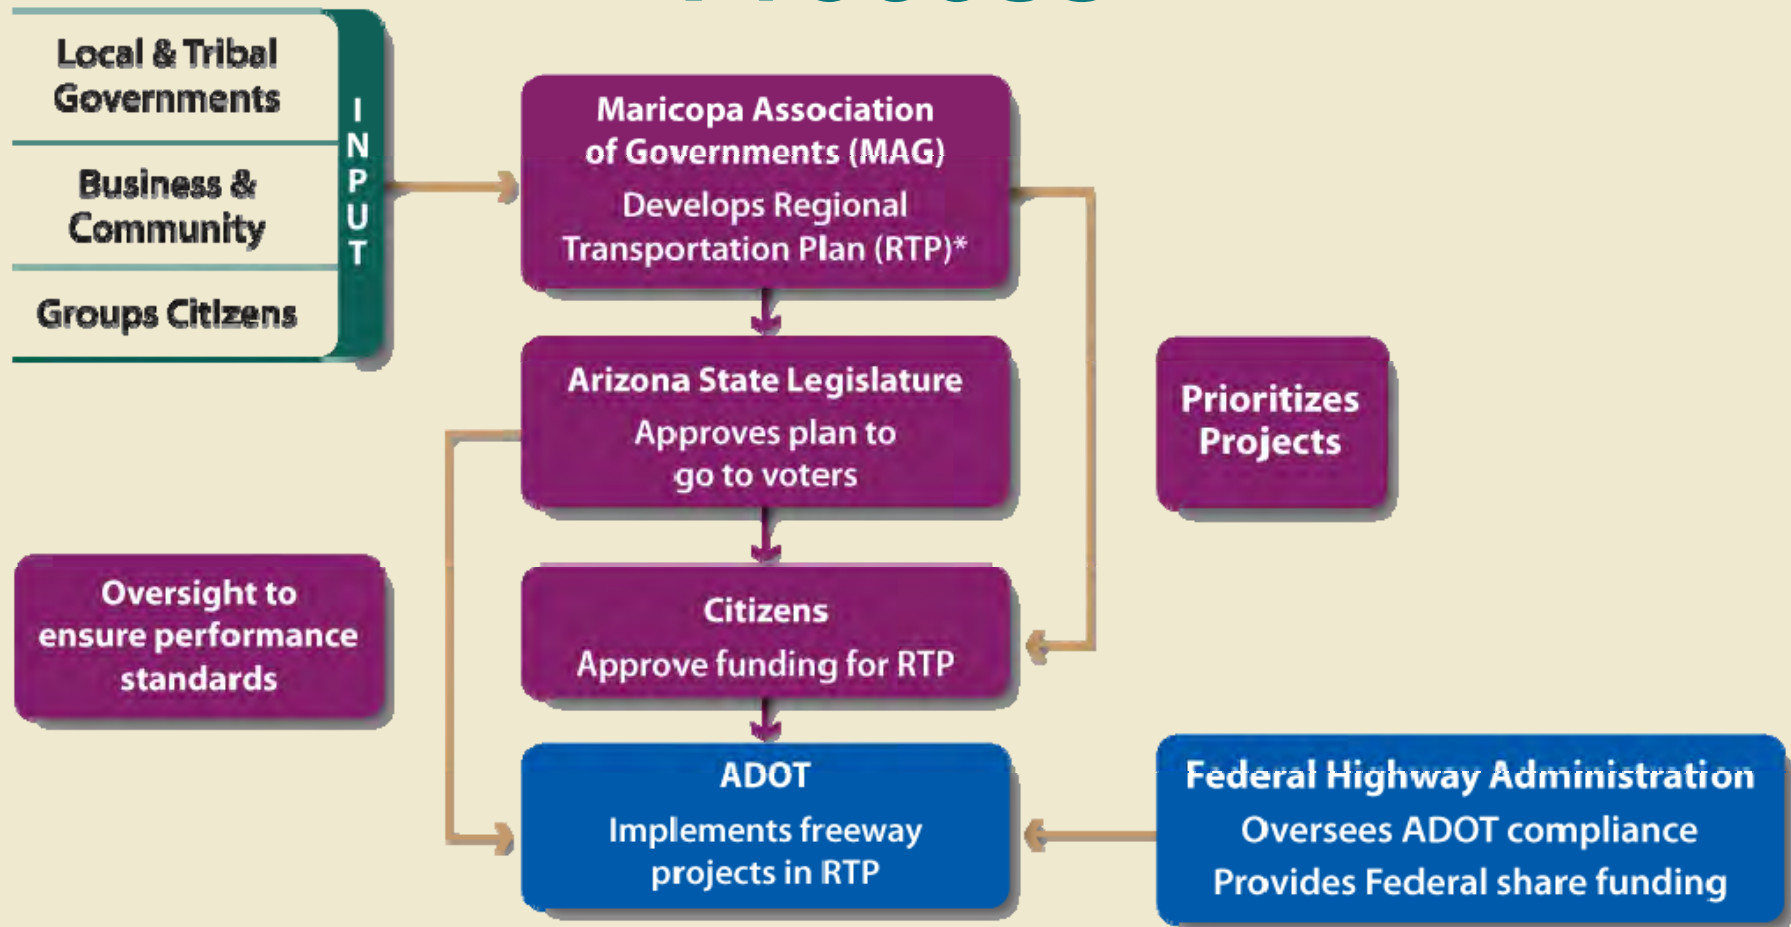 Process
Local & Tribal
Governments
Business &
Community
Groups Citizens
INPUT
Maricopa Association
of Governments (MAG)
Develops Regional
Transportation Plan (RTP)*
Arizona State Legislature
Approves plan to
go to voters
Prioritizes
Projects
Oversight to
ensure performance
standards
Citizens
Approve funding for RTP
ADOT
Implements freeway
projects in RTP
Federal Highway Administration
Oversees ADOT compliance
Provides Federal share funding